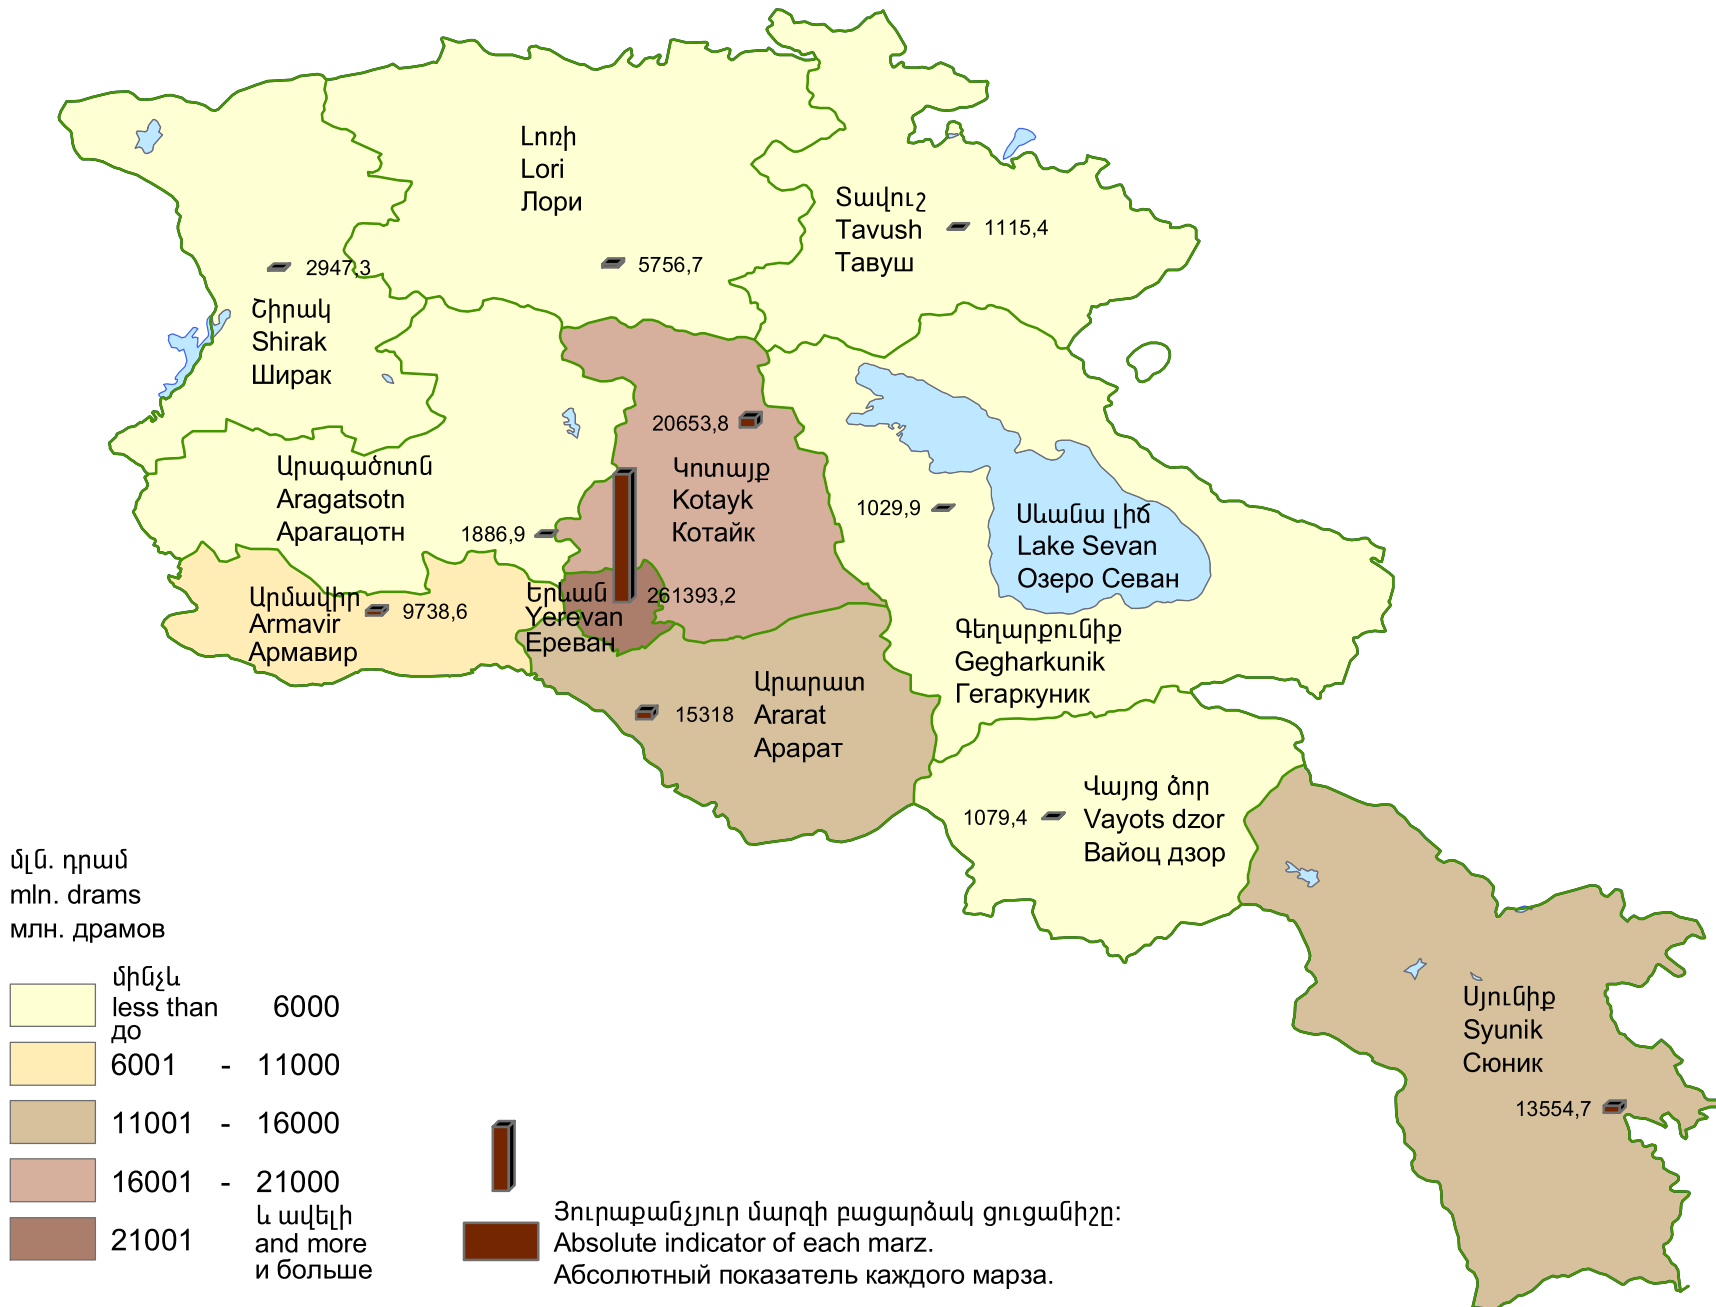 Լոռի
Lori
Лори
5756,7
Տավուշ
Tavush
Тавуш
1115,4
2947,3
Շիրակ
Shirak
Ширак
20653,8
Կոտայք
Kotayk
Котайк
Արագածոտն
Aragatsotn
Арагацотн
1886,9
1029,9
Սևանա լիճ
Lake Sevan
Озеро Севан
Արմավիր
Armavir
Армавир
9738,6
Երևան
Yerevan
Ереван
261393,2
Գեղարքունիք
Gegharkunik
Гегаркуник
Արարատ
Ararat
Арарат
15318
Վայոց ձոր
Vayots dzor
Вайоц дзор
1079,4
Սյունիք
Syunik
Сюник
13554,7
մլն. դրամ
mln. drams
млн. драмов
մինչև
less than 6000
до
6001 - 11000
11001 - 16000
16001 - 21000
21001
և ավելի
and more
и больше
Յուրաքանչյուր մարզի բացարձակ ցուցանիշը:
Absolute indicator of each marz.
Абсолютный показатель каждого марза.